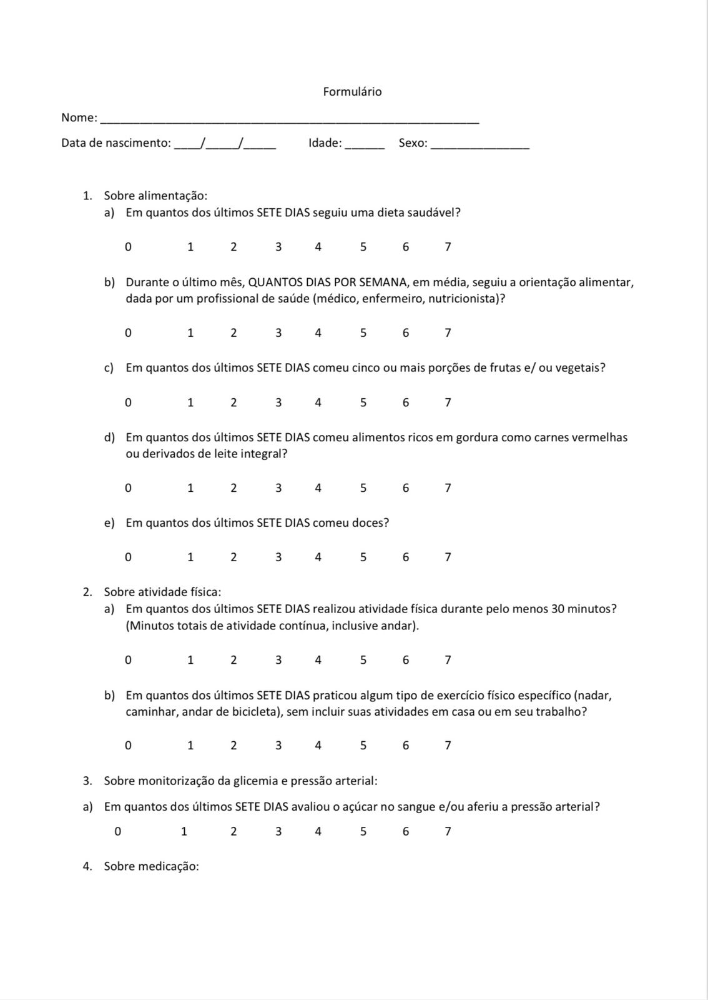 Formulário
Nome: _______________________________________________________
Data de nascimento: ____/_____/_____ Idade: ______ Sexo: _______________
1. Sobre alimentação:
a) Em quantos dos últimos SETE DIAS seguiu uma dieta saudável?
0 1 2 3 4 5 6 7
b) Durante o último mês, QUANTOS DIAS POR SEMANA, em média, seguiu a orientação alimentar,
dada por um profissional de saúde (médico, enfermeiro, nutricionista)?
0 1 2 3 4 5 6 7
c) Em quantos dos últimos SETE DIAS comeu cinco ou mais porções de frutas e/ ou vegetais?
0 1 2 3 4 5 6 7
d) Em quantos dos últimos SETE DIAS comeu alimentos ricos em gordura como carnes vermelhas
ou derivados de leite integral?
0 1 2 3 4 5 6 7
e) Em quantos dos últimos SETE DIAS comeu doces?
0 1 2 3 4 5 6 7
2. Sobre atividade física:
a) Em quantos dos últimos SETE DIAS realizou atividade física durante pelo menos 30 minutos?
(Minutos totais de atividade contínua, inclusive andar).
0 1 2 3 4 5 6 7
b) Em quantos dos últimos SETE DIAS praticou algum tipo de exercício físico específico (nadar,
caminhar, andar de bicicleta), sem incluir suas atividades em casa ou em seu trabalho?
0 1 2 3 4 5 6 7
3. Sobre monitorização da glicemia e pressão arterial:
a) Em quantos dos últimos SETE DIAS avaliou o açúcar no sangue e/ou aferiu a pressão arterial?
0 1 2 3 4 5 6 7
4. Sobre medicação: